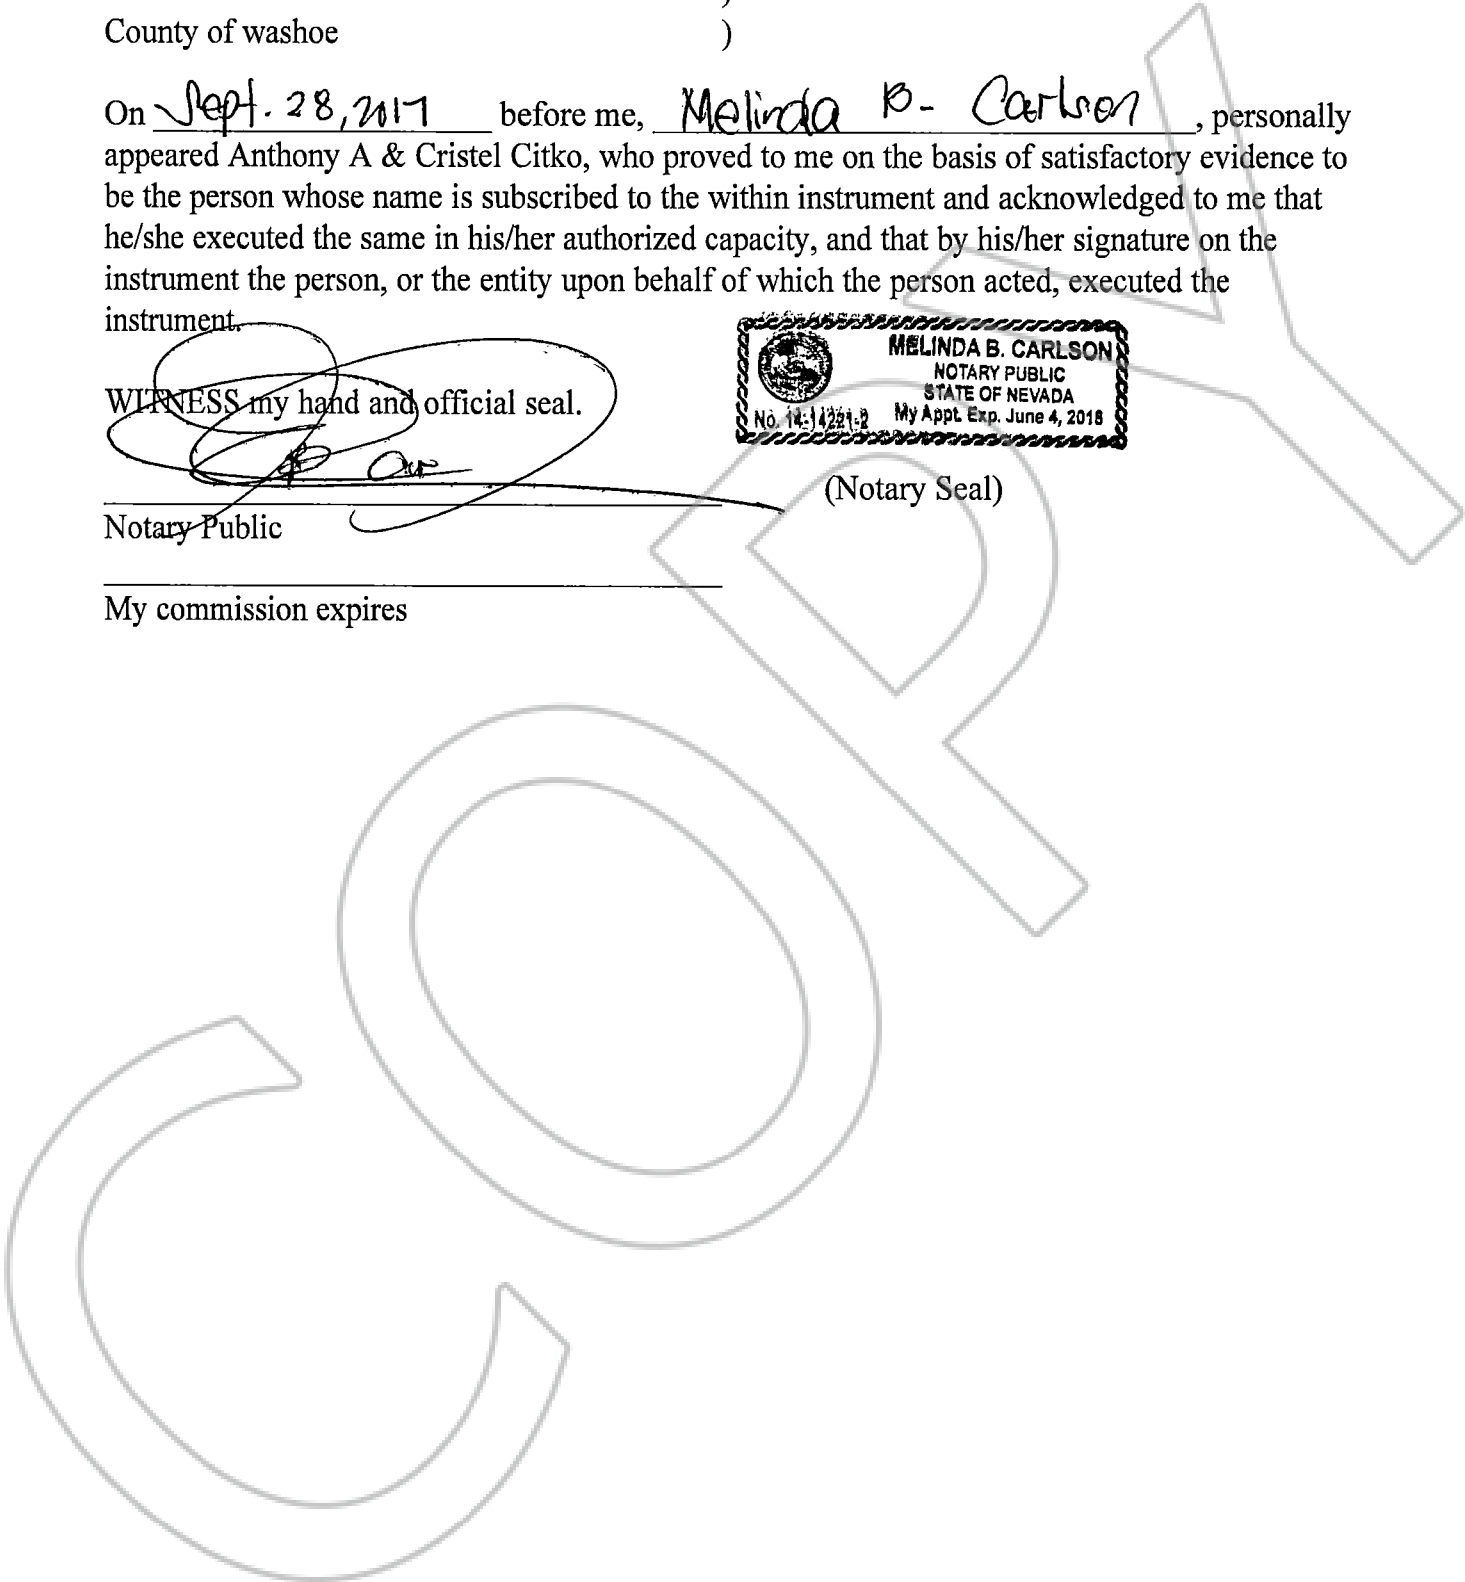 )
County of washoe )
On Sept. 28, 2017 before me, Melinda B- Carlson, personally
appeared Anthony A & Cristel Citko, who proved to me on the basis of satisfactory evidence to
be the person whose name is subscribed to the within instrument and acknowledged to me that
he/she executed the same in his/her authorized capacity, and that by his/her signature on the
instrument the person, or the entity upon behalf of which the person acted, executed the
instrument.
MELINDA B. CARLSON
NOTARY PUBLIC
STATE OF NEVADA
No. 14-14221-2 My Appt. Exp. June 4, 2018
WITNESS my hand and official seal.
(Notary Seal)
Notary Public
My commission expires
COPY